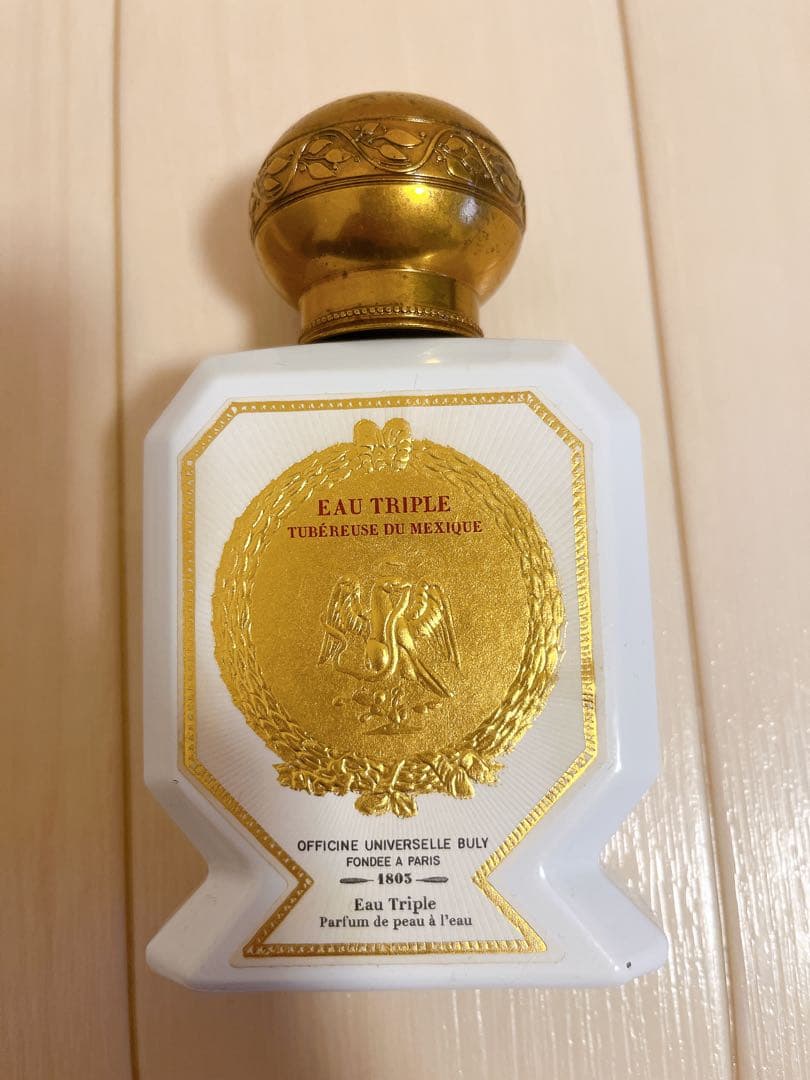 EAU TRIPLE
TUBÉREUSE DU MEXIQUE
OFFICINE UNIVERSELLE BULY
FONDEE A PARIS
1803
Eau Triple
Parfum de peau à l'eau